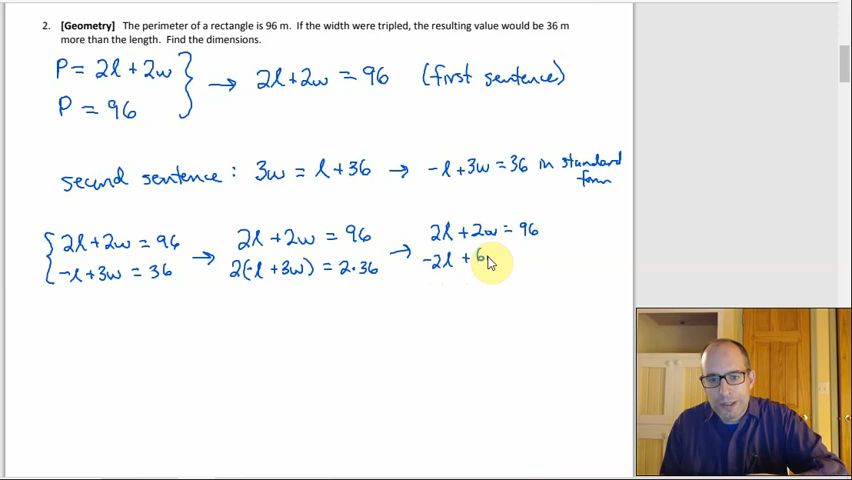 2. [Geometry] The perimeter of a rectangle is 96 m. If the width were tripled, the resulting value would be 36 m
more than the length. Find the dimensions.
P = 2l + 2w
P = 96
→ 2l + 2w = 96 (first sentence)
second sentence : 3w = l + 36 → -l + 3w = 36 in standard
form
2l + 2w = 96
-l + 3w = 36
→ 2l + 2w = 96
2(-l + 3w) = 2·36
→ 2l + 2w = 96
-2l + 6